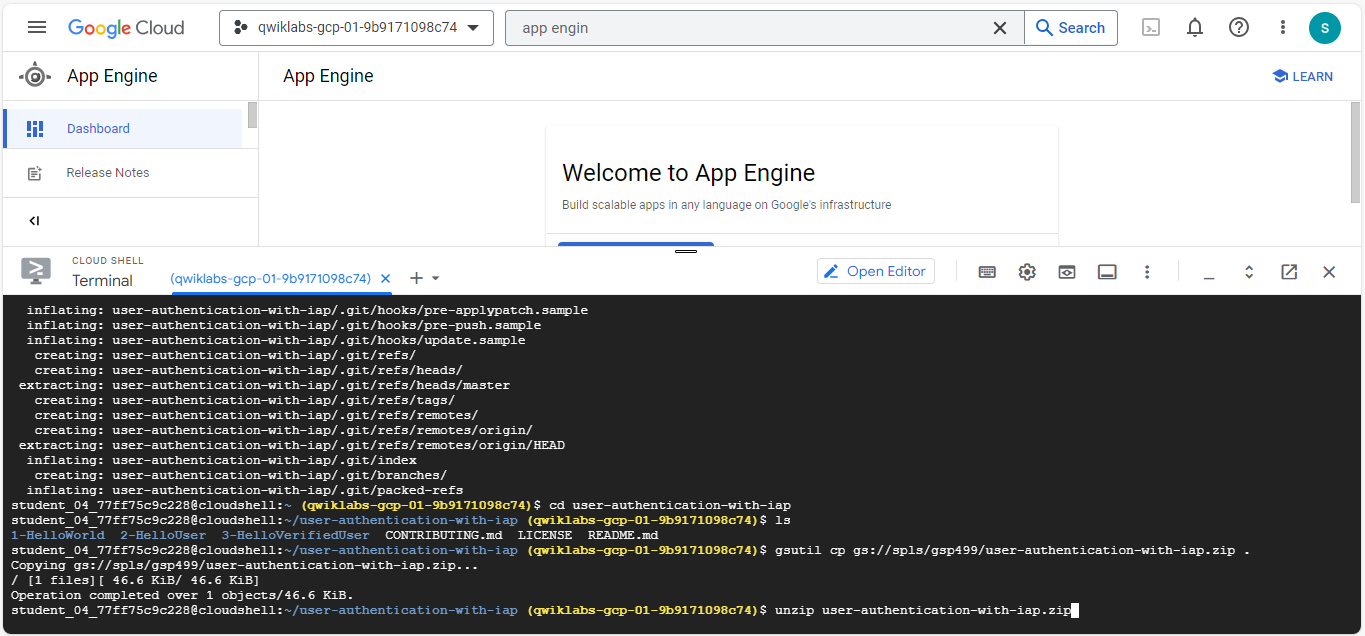 Google Cloud
qwiklabs-gcp-01-9b9171098c74
app engin
Search
S
App Engine
App Engine
LEARN
Dashboard
Release Notes
Welcome to App Engine
Build scalable apps in any language on Google's infrastructure
CLOUD SHELL
Terminal
(qwiklabs-gcp-01-9b9171098c74)
Open Editor
inflating: user-authentication-with-iap/.git/hooks/pre-applypatch.sample
inflating: user-authentication-with-iap/.git/hooks/pre-push.sample
inflating: user-authentication-with-iap/.git/hooks/update.sample
creating: user-authentication-with-iap/.git/refs/
creating: user-authentication-with-iap/.git/refs/heads/
extracting: user-authentication-with-iap/.git/refs/heads/master
creating: user-authentication-with-iap/.git/refs/tags/
creating: user-authentication-with-iap/.git/refs/remotes/
creating: user-authentication-with-iap/.git/refs/remotes/origin/
extracting: user-authentication-with-iap/.git/refs/remotes/origin/HEAD
inflating: user-authentication-with-iap/.git/index
creating: user-authentication-with-iap/.git/branches/
inflating: user-authentication-with-iap/.git/packed-refs
student_04_77ff75c9c228@cloudshell:~ (qwiklabs-gcp-01-9b9171098c74)$ cd user-authentication-with-iap
student_04_77ff75c9c228@cloudshell:~/user-authentication-with-iap (qwiklabs-gcp-01-9b9171098c74)$ ls
1-HelloWorld 2-HelloUser 3-HelloVerifiedUser CONTRIBUTING.md LICENSE README.md
student_04_77ff75c9c228@cloudshell:~/user-authentication-with-iap (qwiklabs-gcp-01-9b9171098c74)$ gsutil cp gs://spls/gsp499/user-authentication-with-iap.zip .
Copying gs://spls/gsp499/user-authentication-with-iap.zip...
/ [1 files][ 46.6 KiB/ 46.6 KiB]
Operation completed over 1 objects/46.6 KiB.
student_04_77ff75c9c228@cloudshell:~/user-authentication-with-iap (qwiklabs-gcp-01-9b9171098c74)$ unzip user-authentication-with-iap.zip